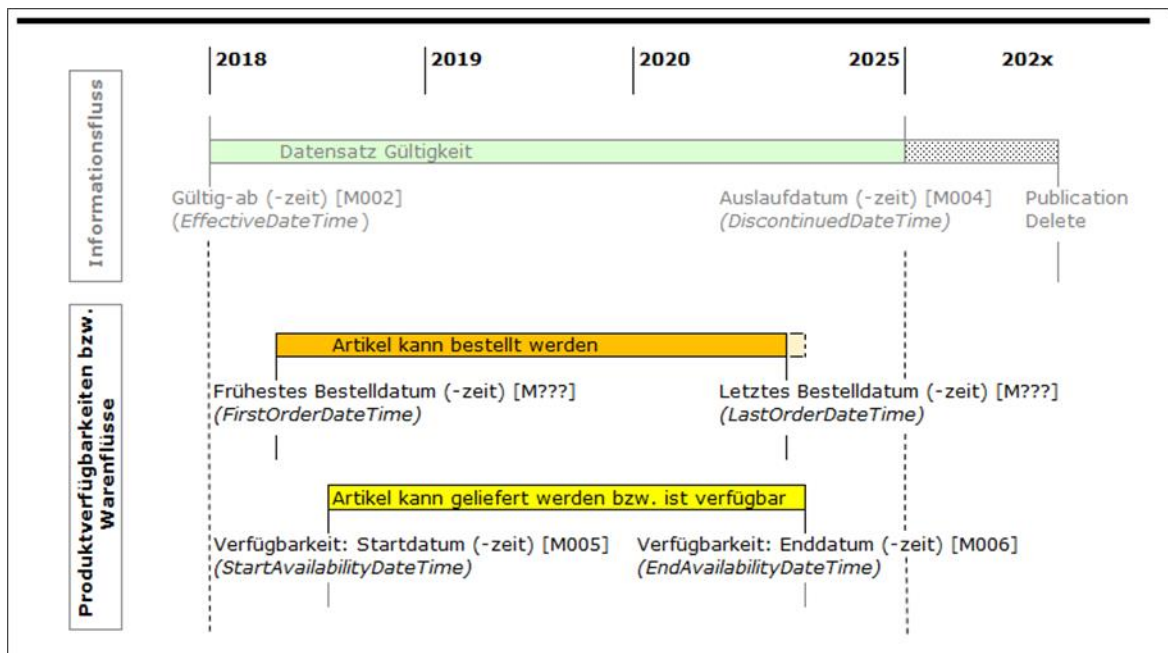 2018
2019
2020
2025
202x
Informationsfluss
Datensatz Gültigkeit
Gültig-ab (-zeit) [M002]
(EffectiveDateTime )
Auslaufdatum (-zeit) [M004]
(DiscontinuedDateTime)
Publication
Delete
Produktverfügbarkeiten bzw.
Warenflüsse
Artikel kann bestellt werden
Frühestes Bestelldatum (-zeit) [M???]
(FirstOrderDateTime)
Letztes Bestelldatum (-zeit) [M???]
(LastOrderDateTime)
Artikel kann geliefert werden bzw. ist verfügbar
Verfügbarkeit: Startdatum (-zeit) [M005]
(StartAvailabilityDateTime)
Verfügbarkeit: Enddatum (-zeit) [M006]
(EndAvailabilityDateTime)